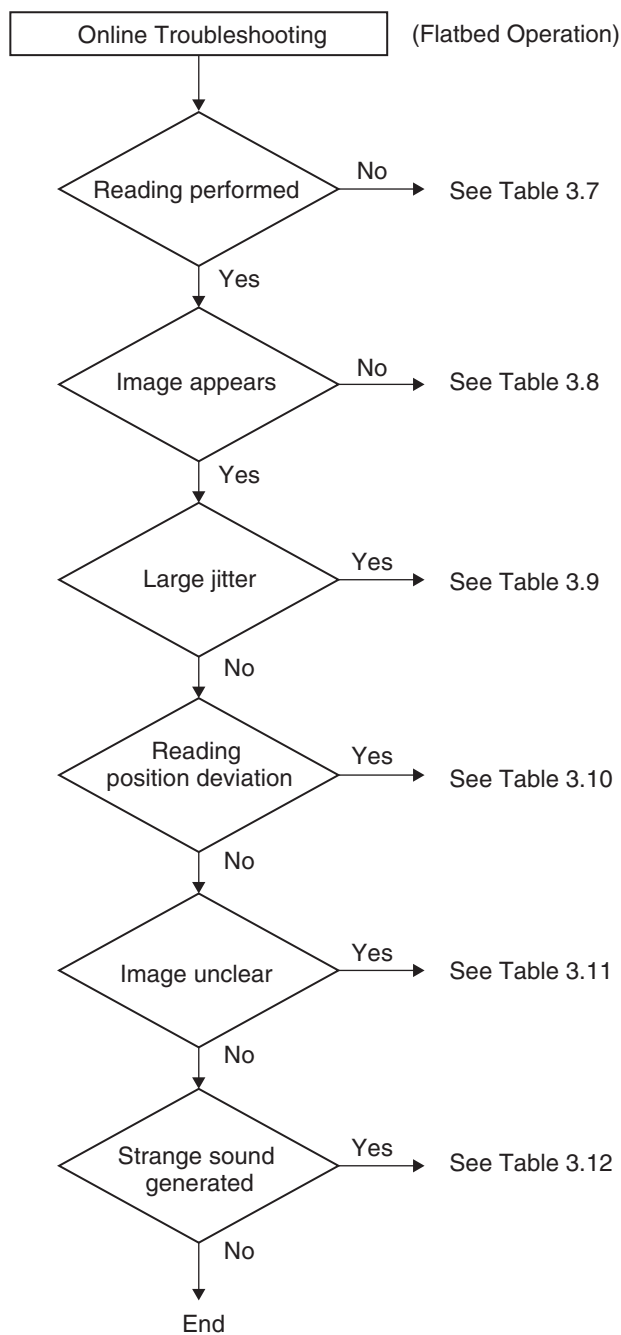 Online Troubleshooting (Flatbed Operation)
Reading performed
No
See Table 3.7
Yes
Image appears
No
See Table 3.8
Yes
Large jitter
Yes
See Table 3.9
No
Reading
position deviation
Yes
See Table 3.10
No
Image unclear
Yes
See Table 3.11
No
Strange sound
generated
Yes
See Table 3.12
No
End